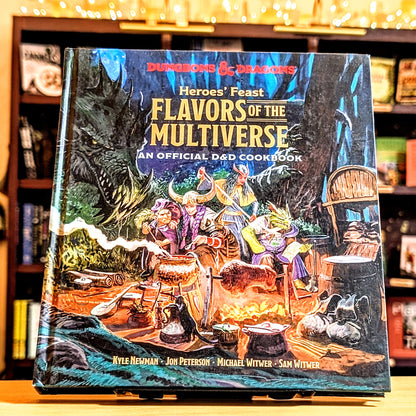 DUNGEONS & DRAGONS
Heroes' Feast
FLAVORS OF THE
MULTIVERSE
AN OFFICIAL D&D COOKBOOK
KYLE NEWMAN · JON PETERSON · MICHAEL WITWER · SAM WITWER